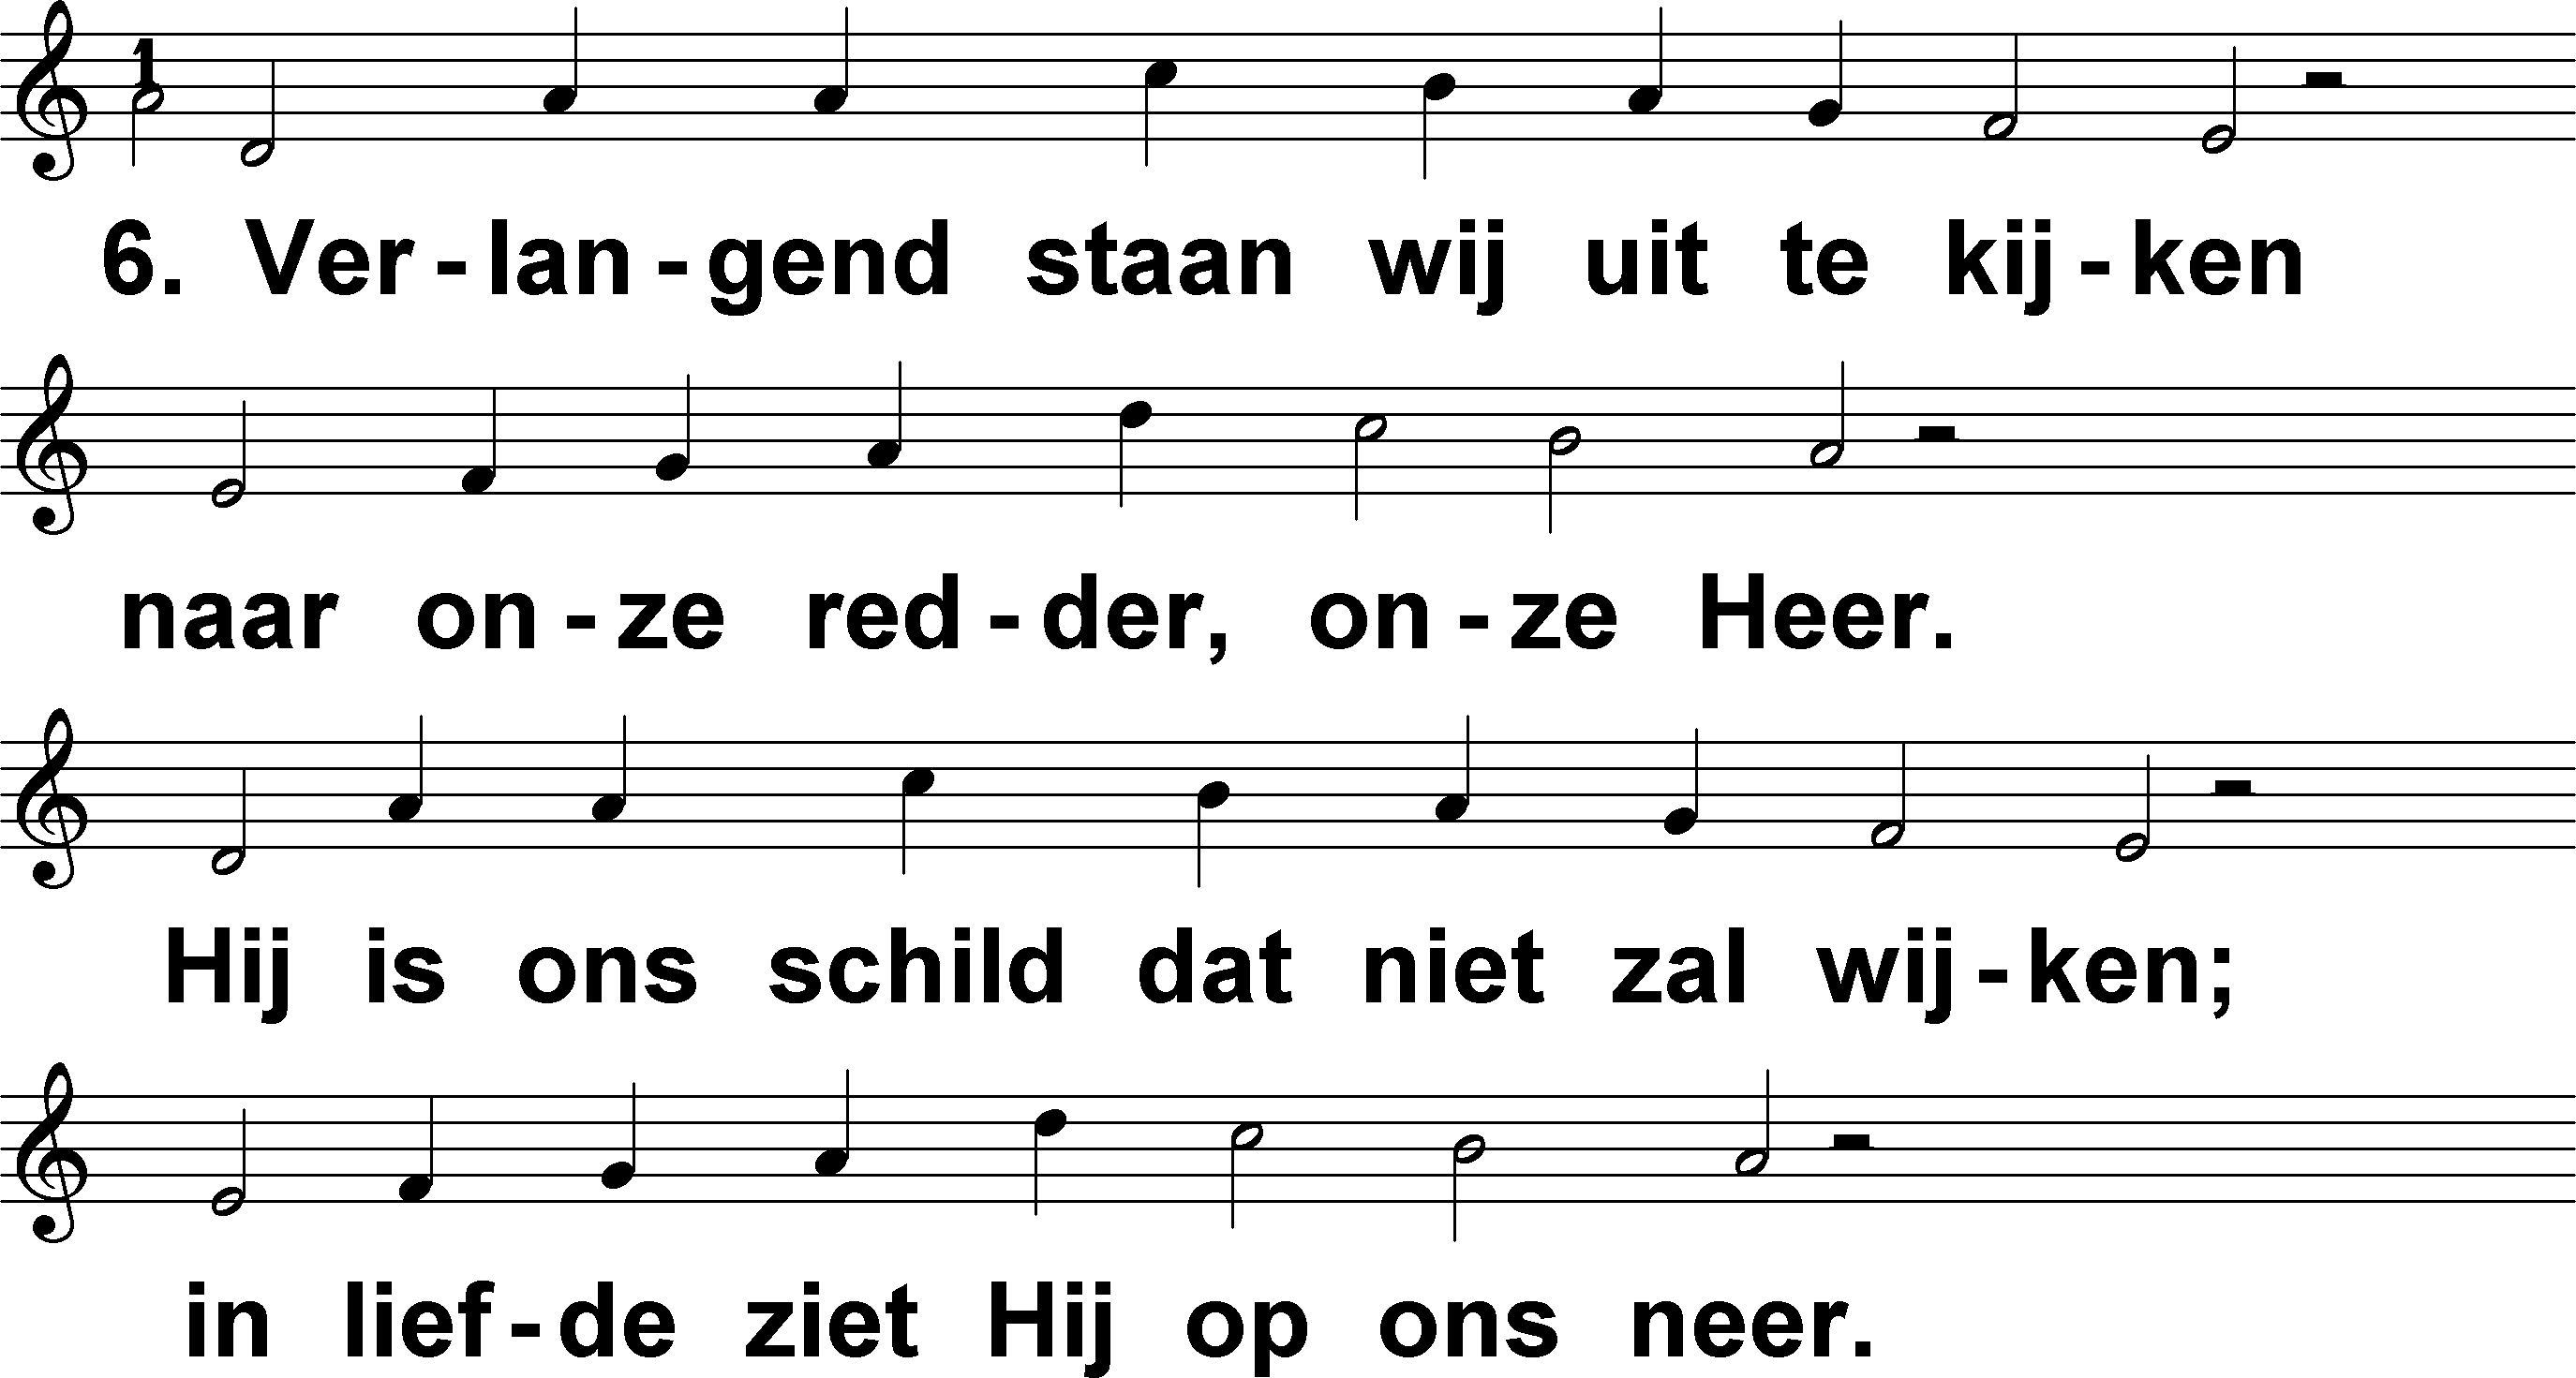 1
6. Ver-lan-gend staan wij uit te kij-ken
naar on-ze red-der, on-ze Heer.
Hij is ons schild dat niet zal wij-ken;
in lief-de ziet Hij op ons neer.